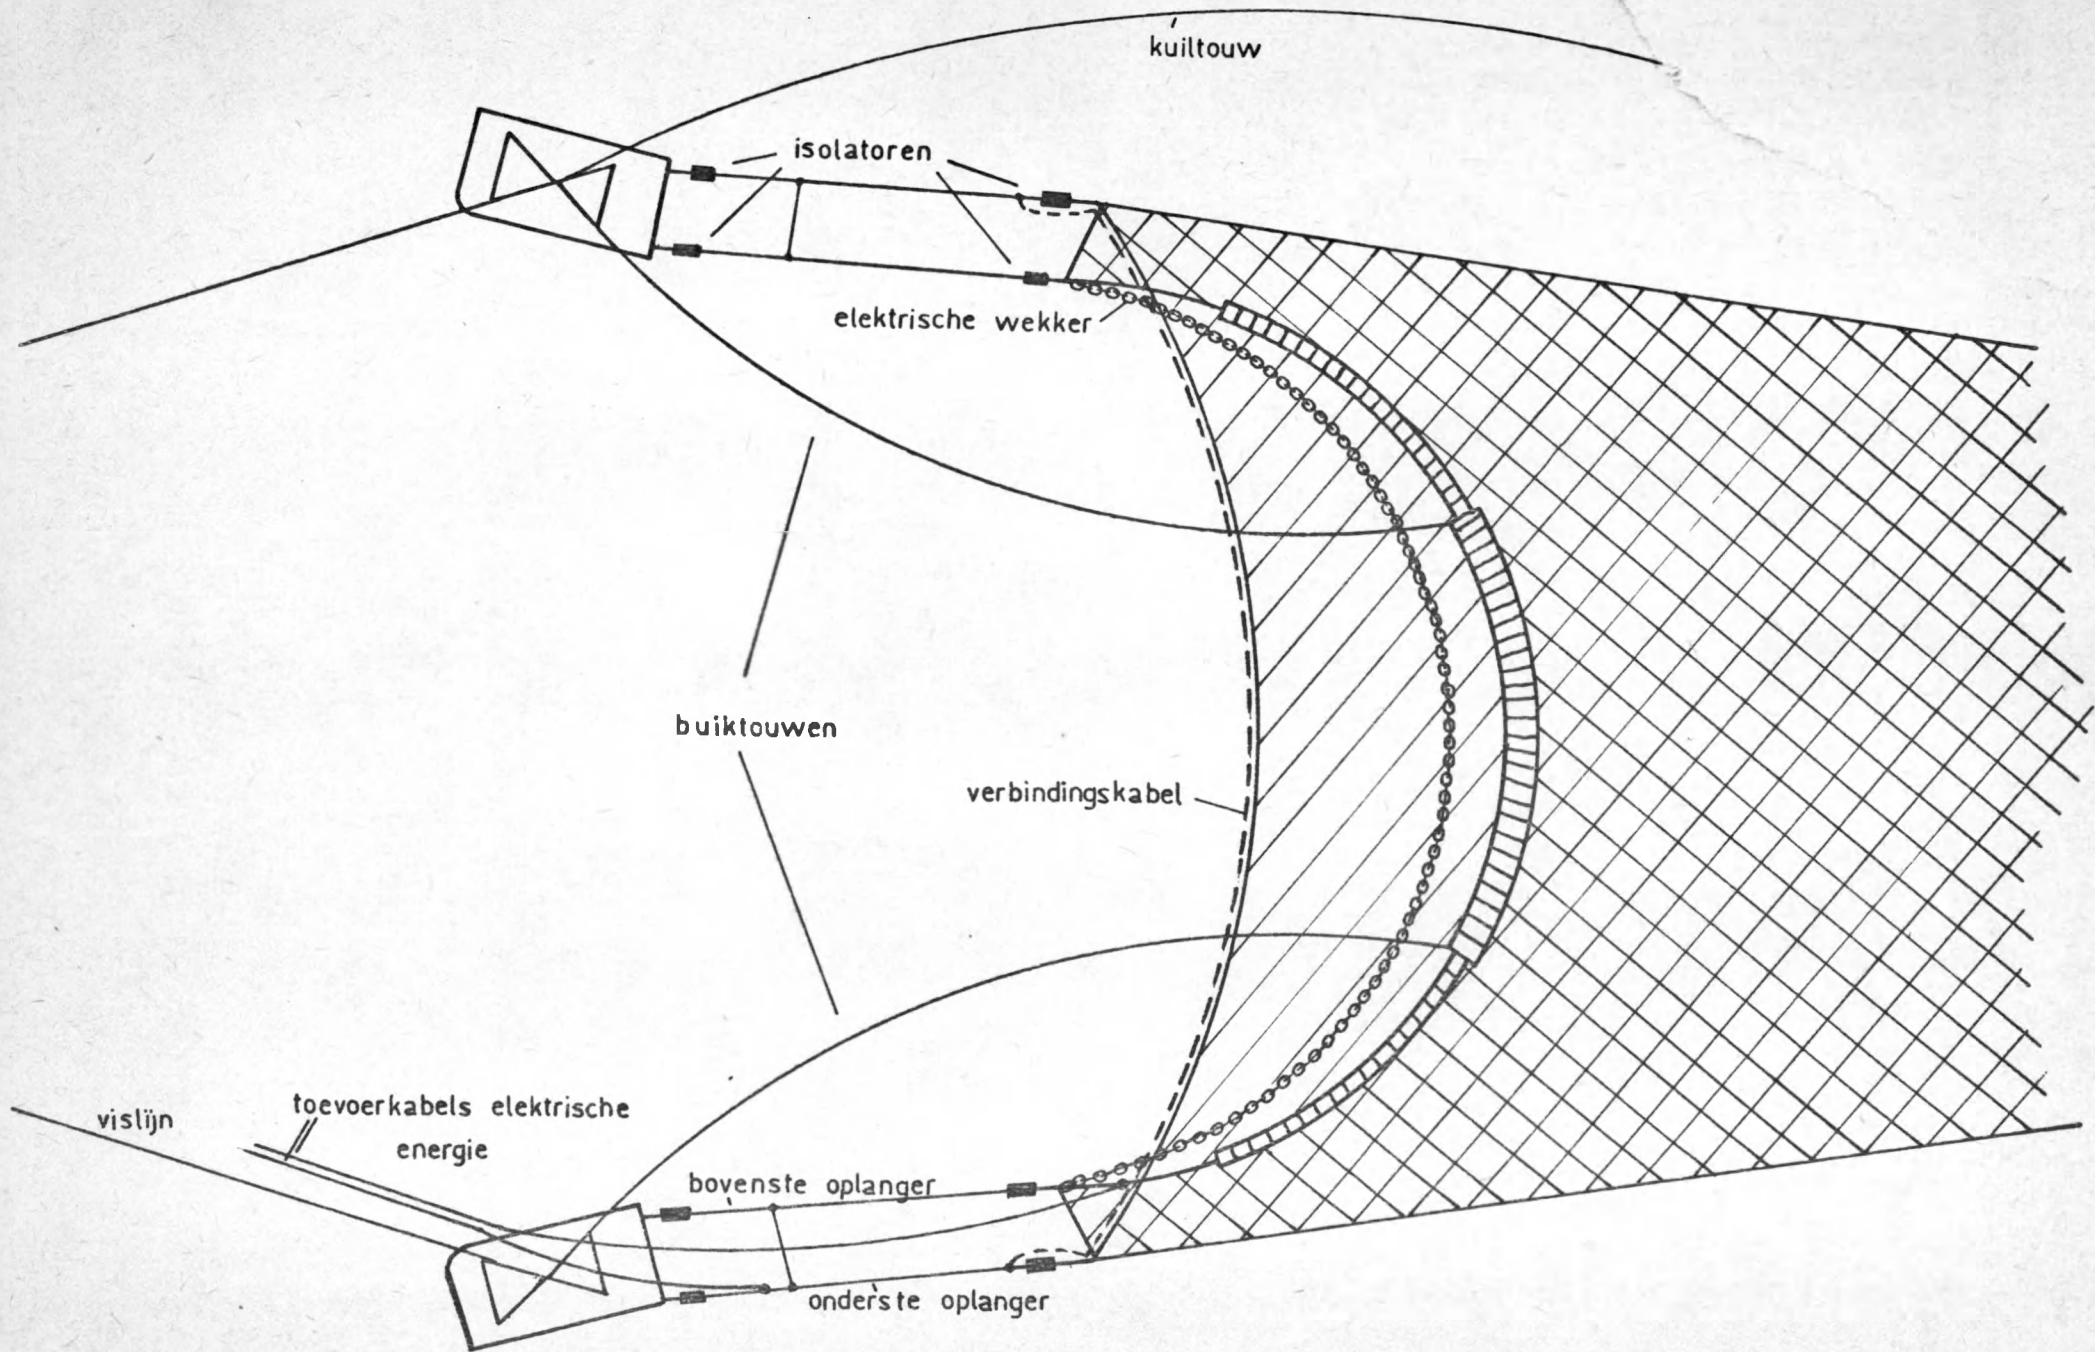 kuiltouw
isolatoren
elektrische wekker
buiktouwen
verbindingskabel
vislijn
toevoerkabels elektrische
energie
bovenste oplanger
onderste oplanger